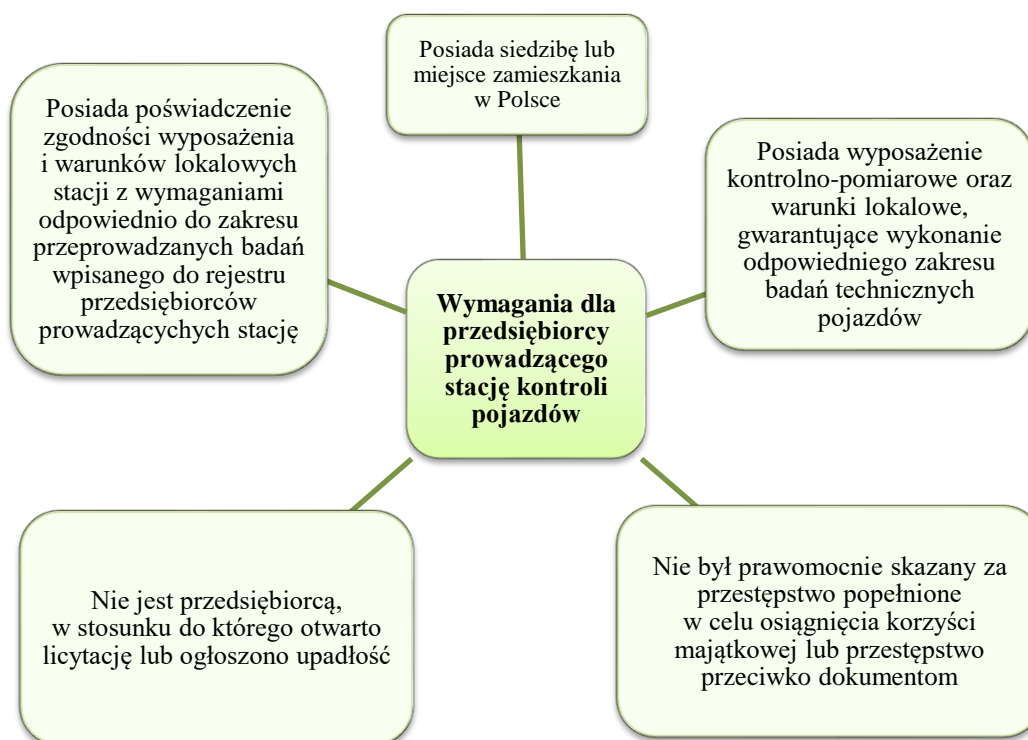 Posiada siedzibę lub
miejsce zamieszkania
w Polsce
Posiada poświadczenie
zgodności wyposażenia
i warunków lokalowych
stacji z wymaganiami
odpowiednio do zakresu
przeprowadzanych badań
wpisanego do rejestru
przedsiębiorców
prowadzącychych stację
Posiada wyposażenie
kontrolno-pomiarowe oraz
warunki lokalowe,
gwarantujące wykonanie
odpowiedniego zakresu
badań technicznych
pojazdów
Wymagania dla
przedsiębiorcy
prowadzącego
stację kontroli
pojazdów
Nie jest przedsiębiorcą,
w stosunku do którego otwarto
licytację lub ogłoszono upadłość
Nie był prawomocnie skazany za
przestępstwo popełnione
w celu osiągnięcia korzyści
majątkowej lub przestępstwo
przeciwko dokumentom